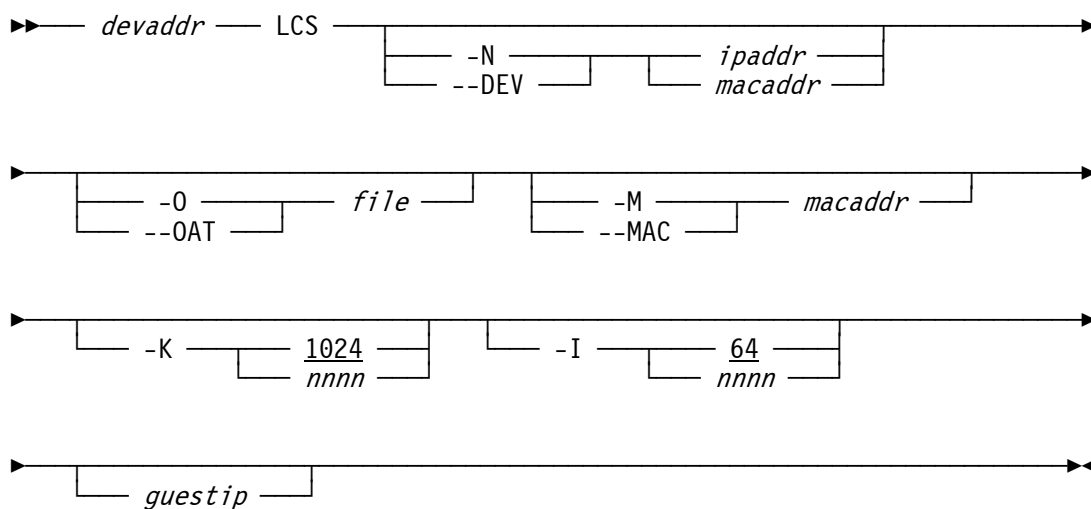 devaddr LCS
-N ipaddr
--DEV macaddr
-O file
--OAT
-M macaddr
--MAC
-K 1024
nnnn
-I 64
nnnn
guestip